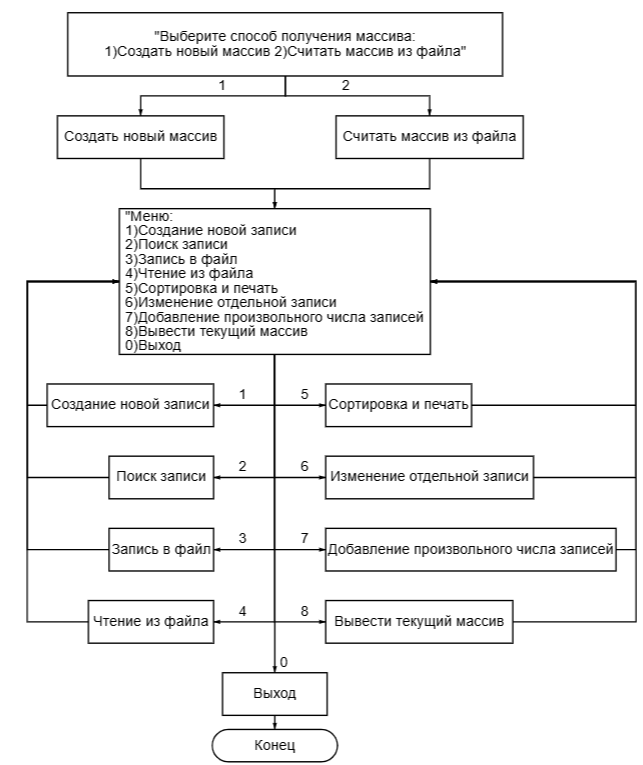 "Выберите способ получения массива:
1)Создать новый массив 2)Считать массив из файла"
1
2
Создать новый массив
Считать массив из файла
"Меню:
1)Создание новой записи
2)Поиск записи
3)Запись в файл
4)Чтение из файла
5)Сортировка и печать
6)Изменение отдельной записи
7)Добавление произвольного числа записей
8)Вывести текущий массив
0)Выход
Создание новой записи
1
5
Сортировка и печать
Поиск записи
2
6
Изменение отдельной записи
Запись в файл
3
7
Добавление произвольного числа записей
Чтение из файла
4
8
Вывести текущий массив
0
Выход
Конец